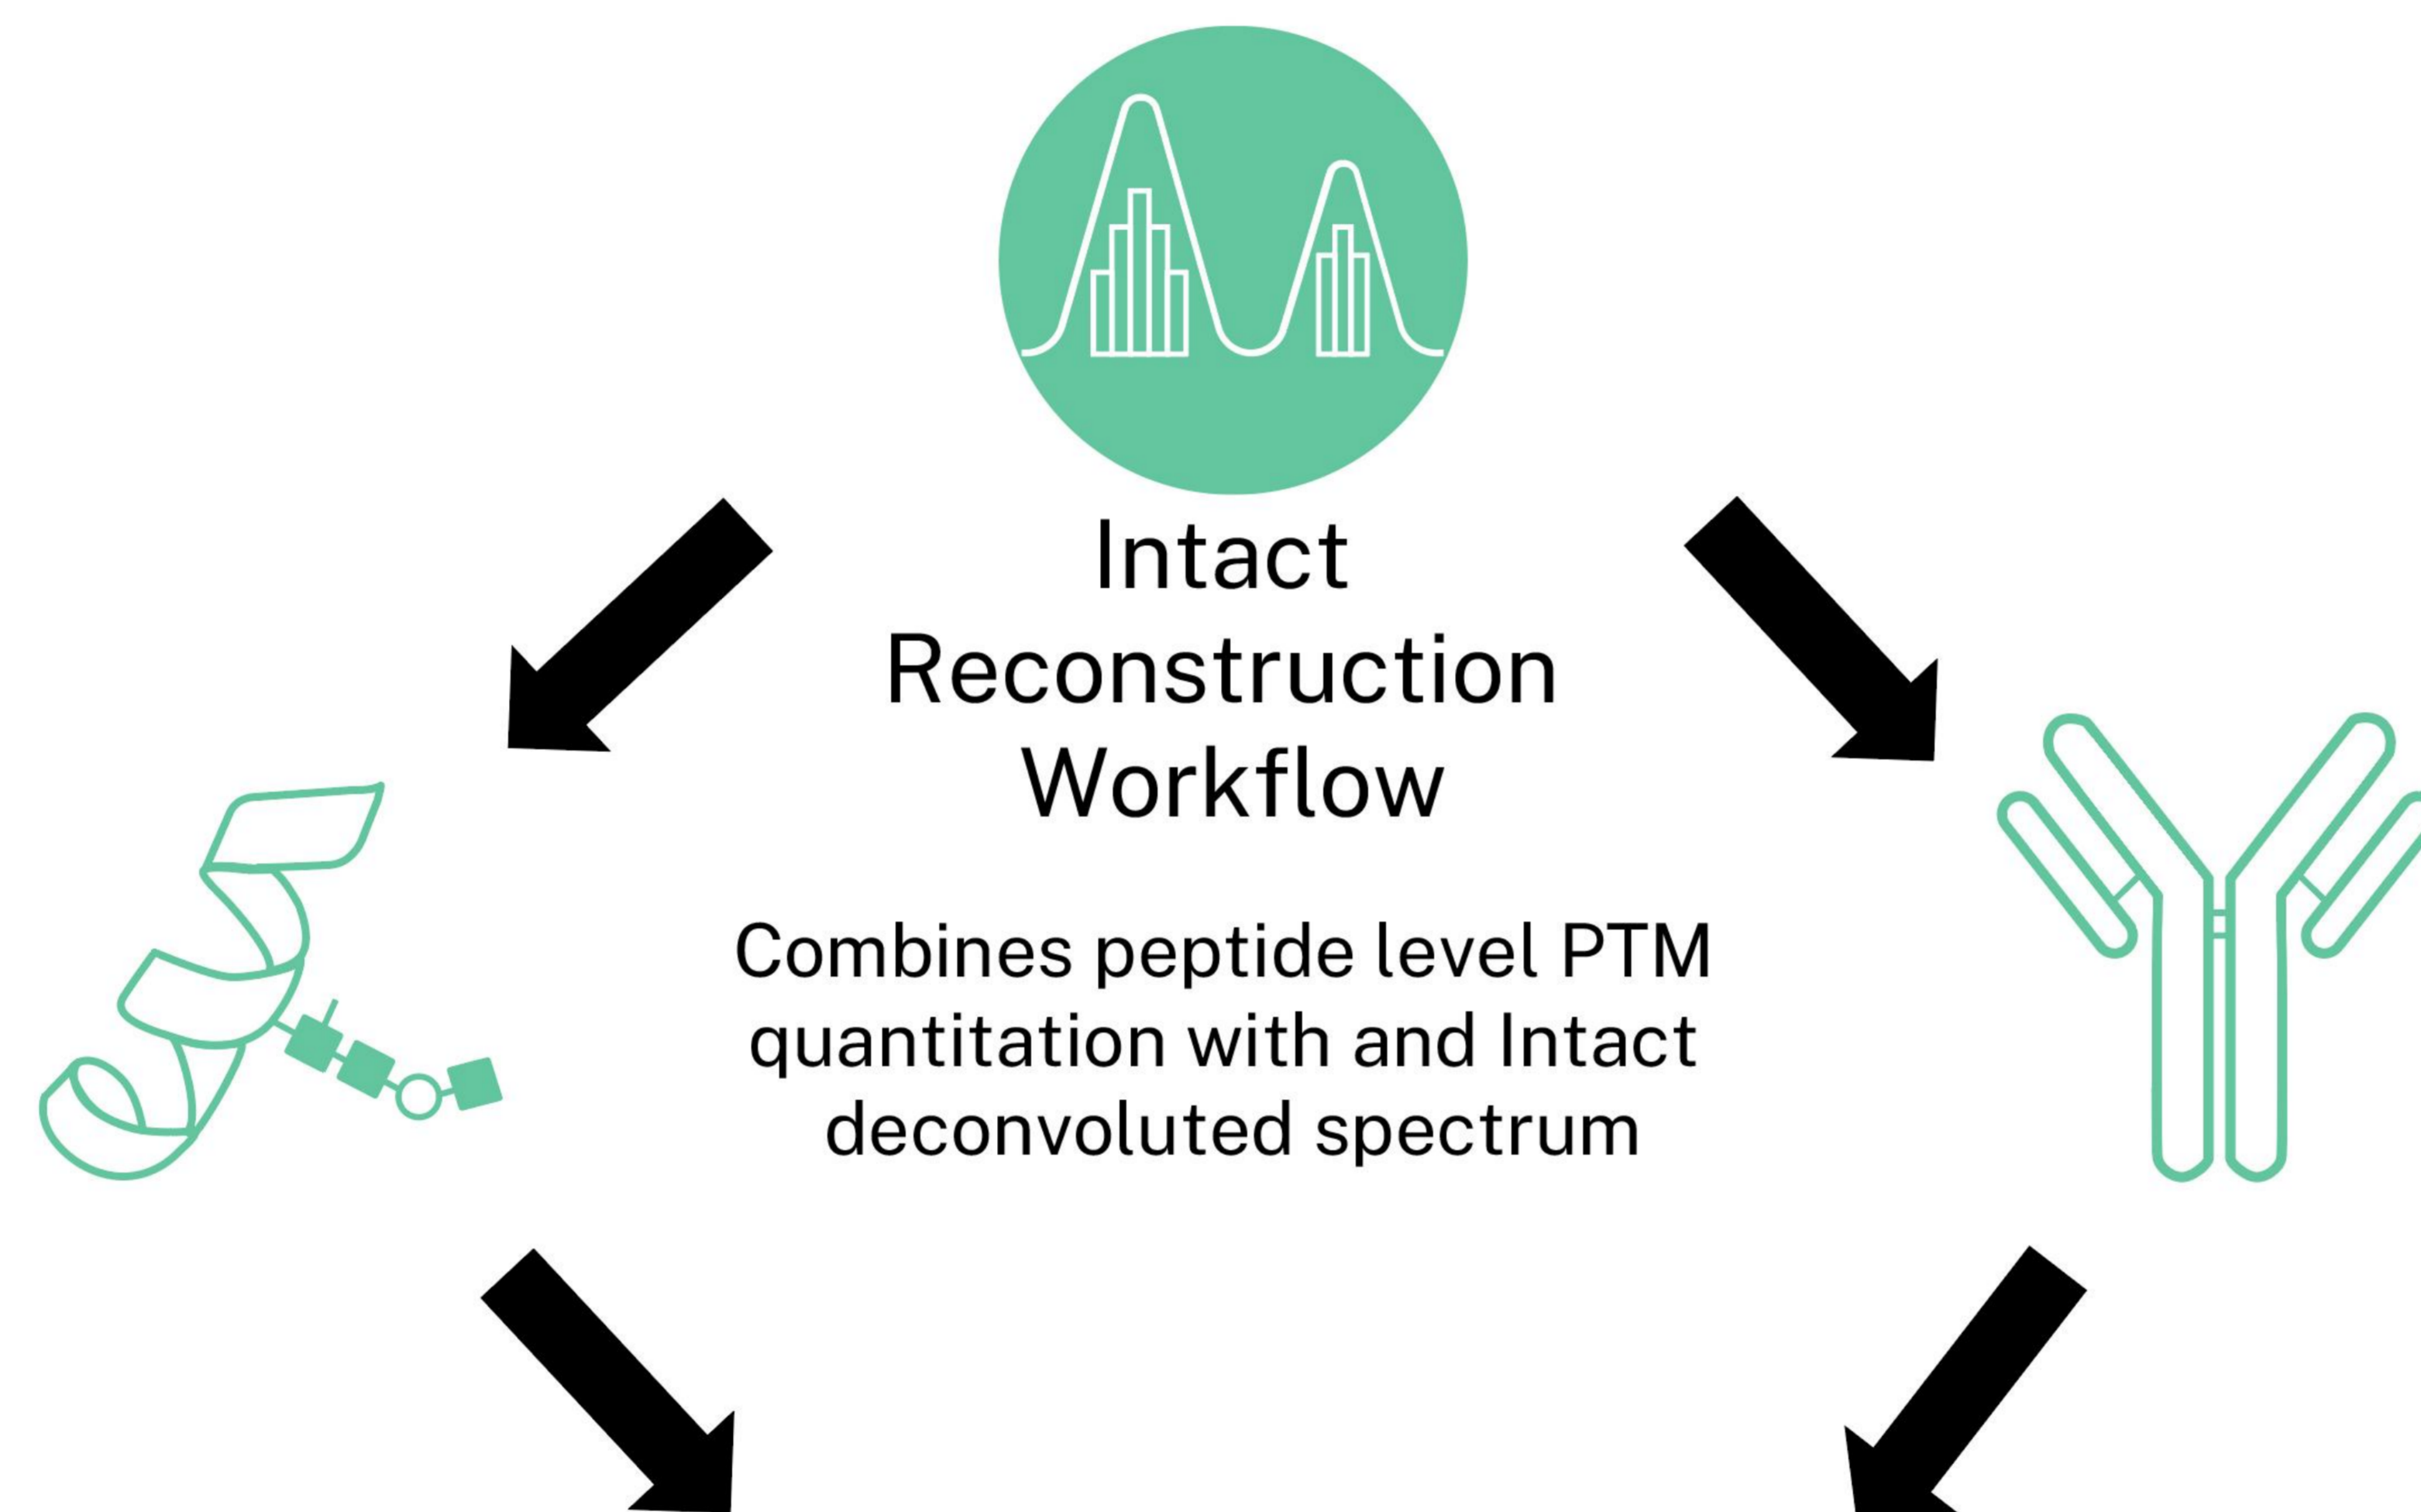 Intact
Reconstruction
Workflow
Combines peptide level PTM
quantitation with and Intact
deconvoluted spectrum